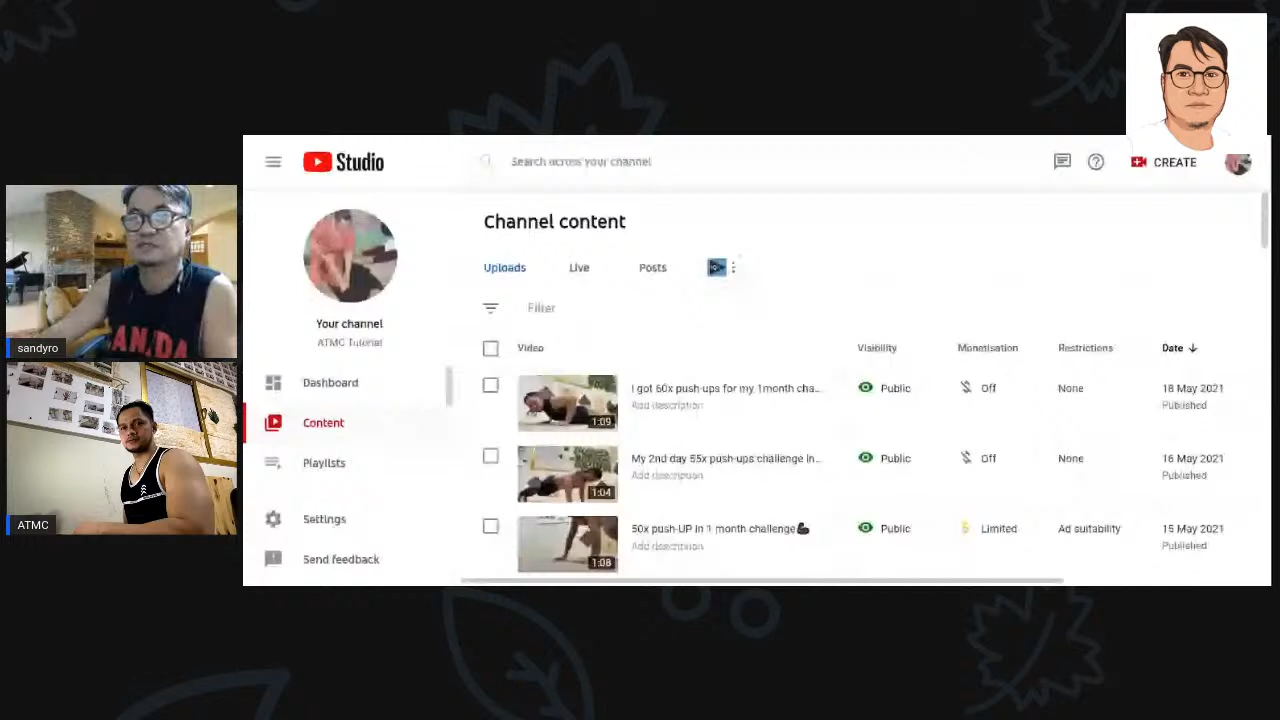 Studio
Search across your channel
CREATE
Channel content
Uploads
Live
Posts
Filter
Your channel
ATMC Tutorial
Dashboard
Content
Playlists
Settings
Send feedback
Video
Visibility
Monetisation
Restrictions
Date
1:09
I got 60x push-ups for my 1month cha...
Add description
Public
Off
None
18 May 2021
Published
1:04
My 2nd day 55x push-ups challenge in...
Add description
Public
Off
None
16 May 2021
Published
1:08
50x push-UP in 1 month challenge💪
Add description
Public
Limited
Ad suitability
15 May 2021
Published
sandyro
ATMC